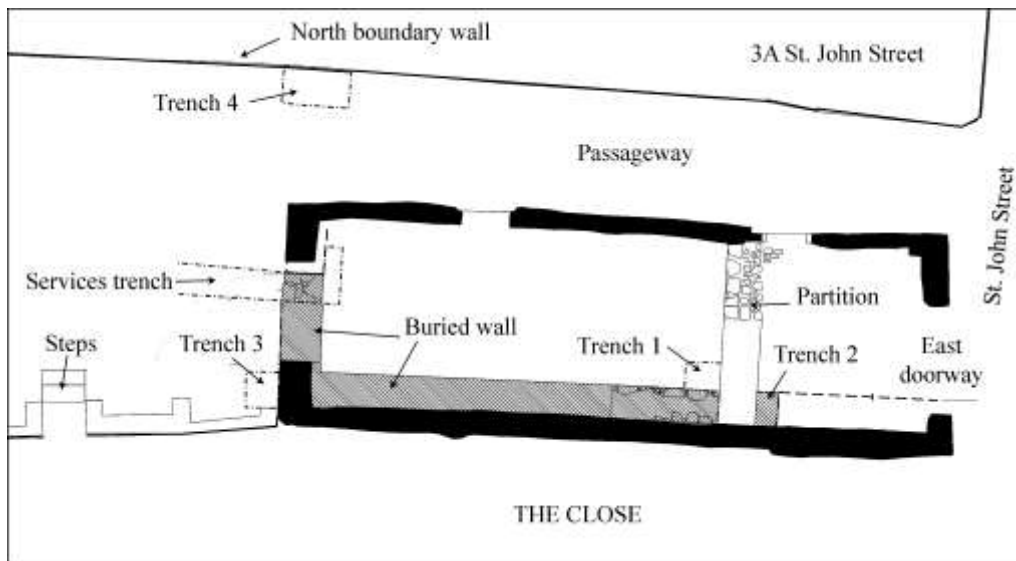 North boundary wall
3A St. John Street
Trench 4
Passageway
St. John Street
Services trench
Partition
Buried wall
Steps
Trench 3
Trench 1
Trench 2
East
doorway
THE CLOSE